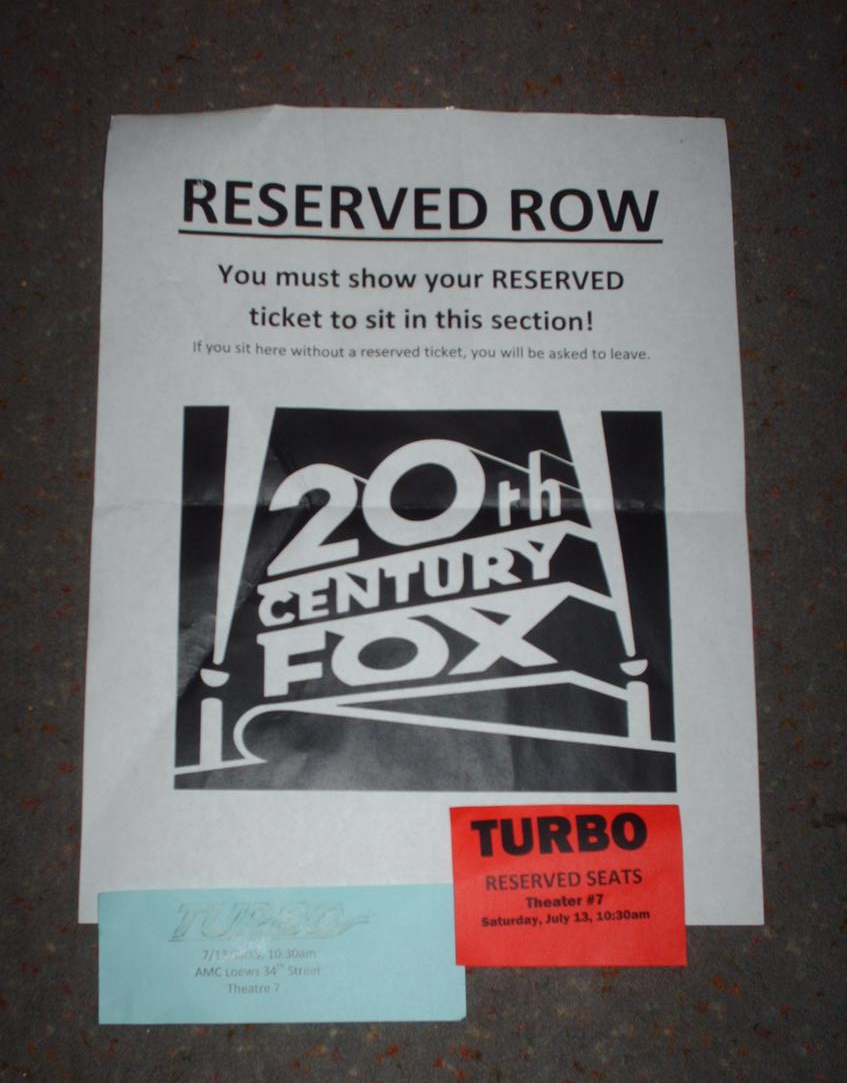 RESERVED ROW
You must show your RESERVED
ticket to sit in this section!
If you sit here without a reserved ticket, you will be asked to leave.
20th
CENTURY
FOX
TURBO
RESERVED SEATS
Theater #7
Saturday, July 13, 10:30am
TURBO
10:30am
AMC Loews 34th Street
Theatre 7